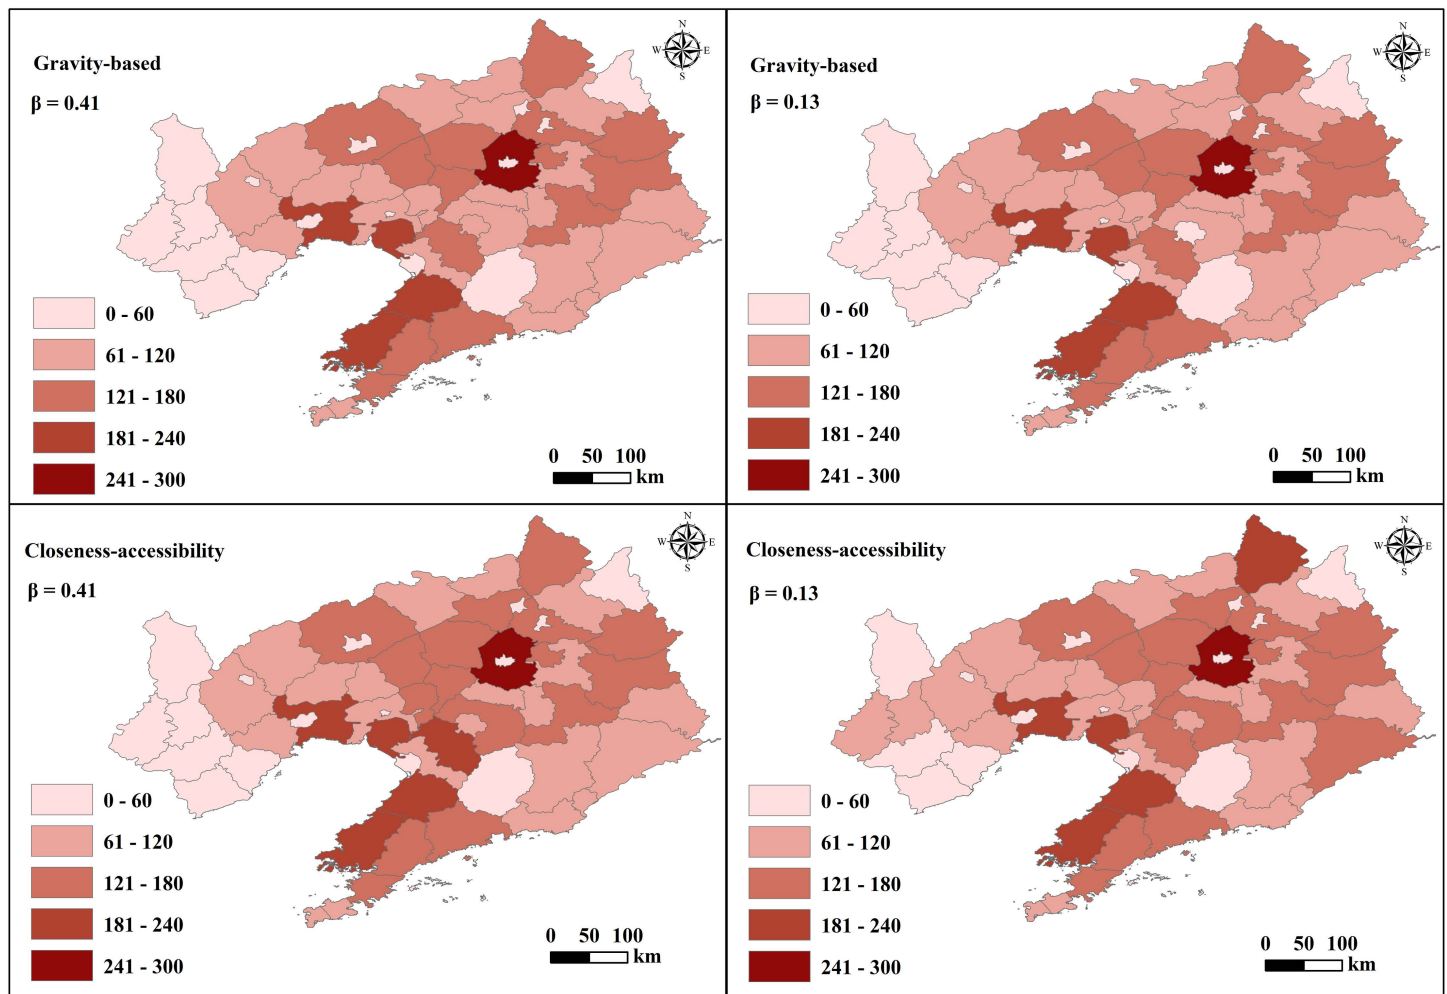 Gravity-based
β = 0.41
N
W E
S
0 - 60
61 - 120
121 - 180
181 - 240
241 - 300
0 50 100
km
Gravity-based
β = 0.13
N
W E
S
0 - 60
61 - 120
121 - 180
181 - 240
241 - 300
0 50 100
km
Closeness-accessibility
β = 0.41
N
W E
S
0 - 60
61 - 120
121 - 180
181 - 240
241 - 300
0 50 100
km
Closeness-accessibility
β = 0.13
N
W E
S
0 - 60
61 - 120
121 - 180
181 - 240
241 - 300
0 50 100
km